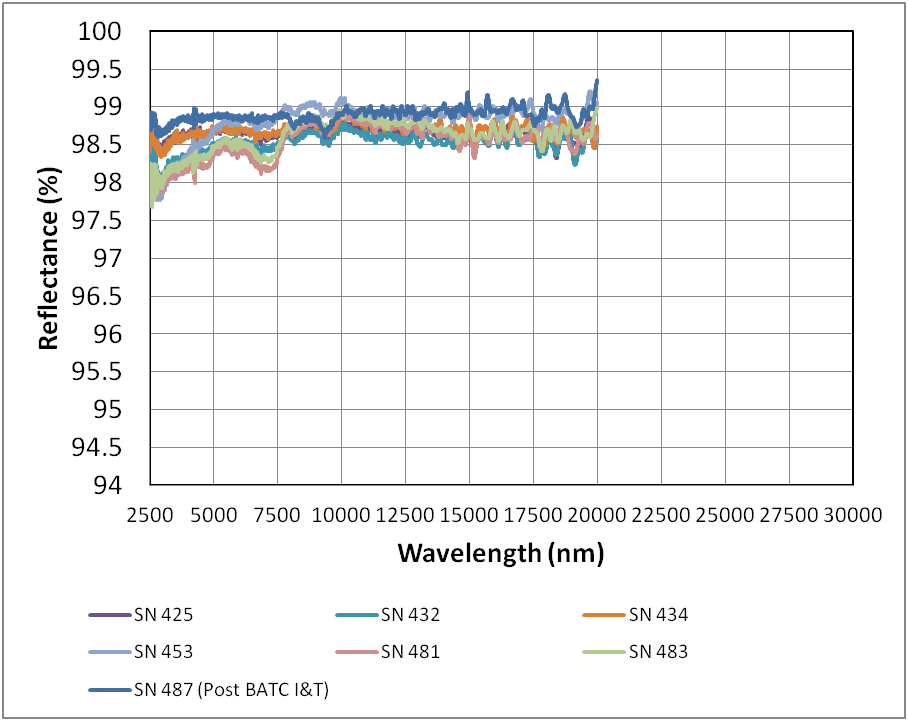 100
99.5
99
98.5
98
97.5
97
96.5
96
95.5
95
94.5
94
Reflectance (%)
2500 5000 7500 10000 12500 15000 17500 20000 22500 25000 27500 30000
Wavelength (nm)
SN 425 SN 432 SN 434
SN 453 SN 481 SN 483
SN 487 (Post BATC I&T)